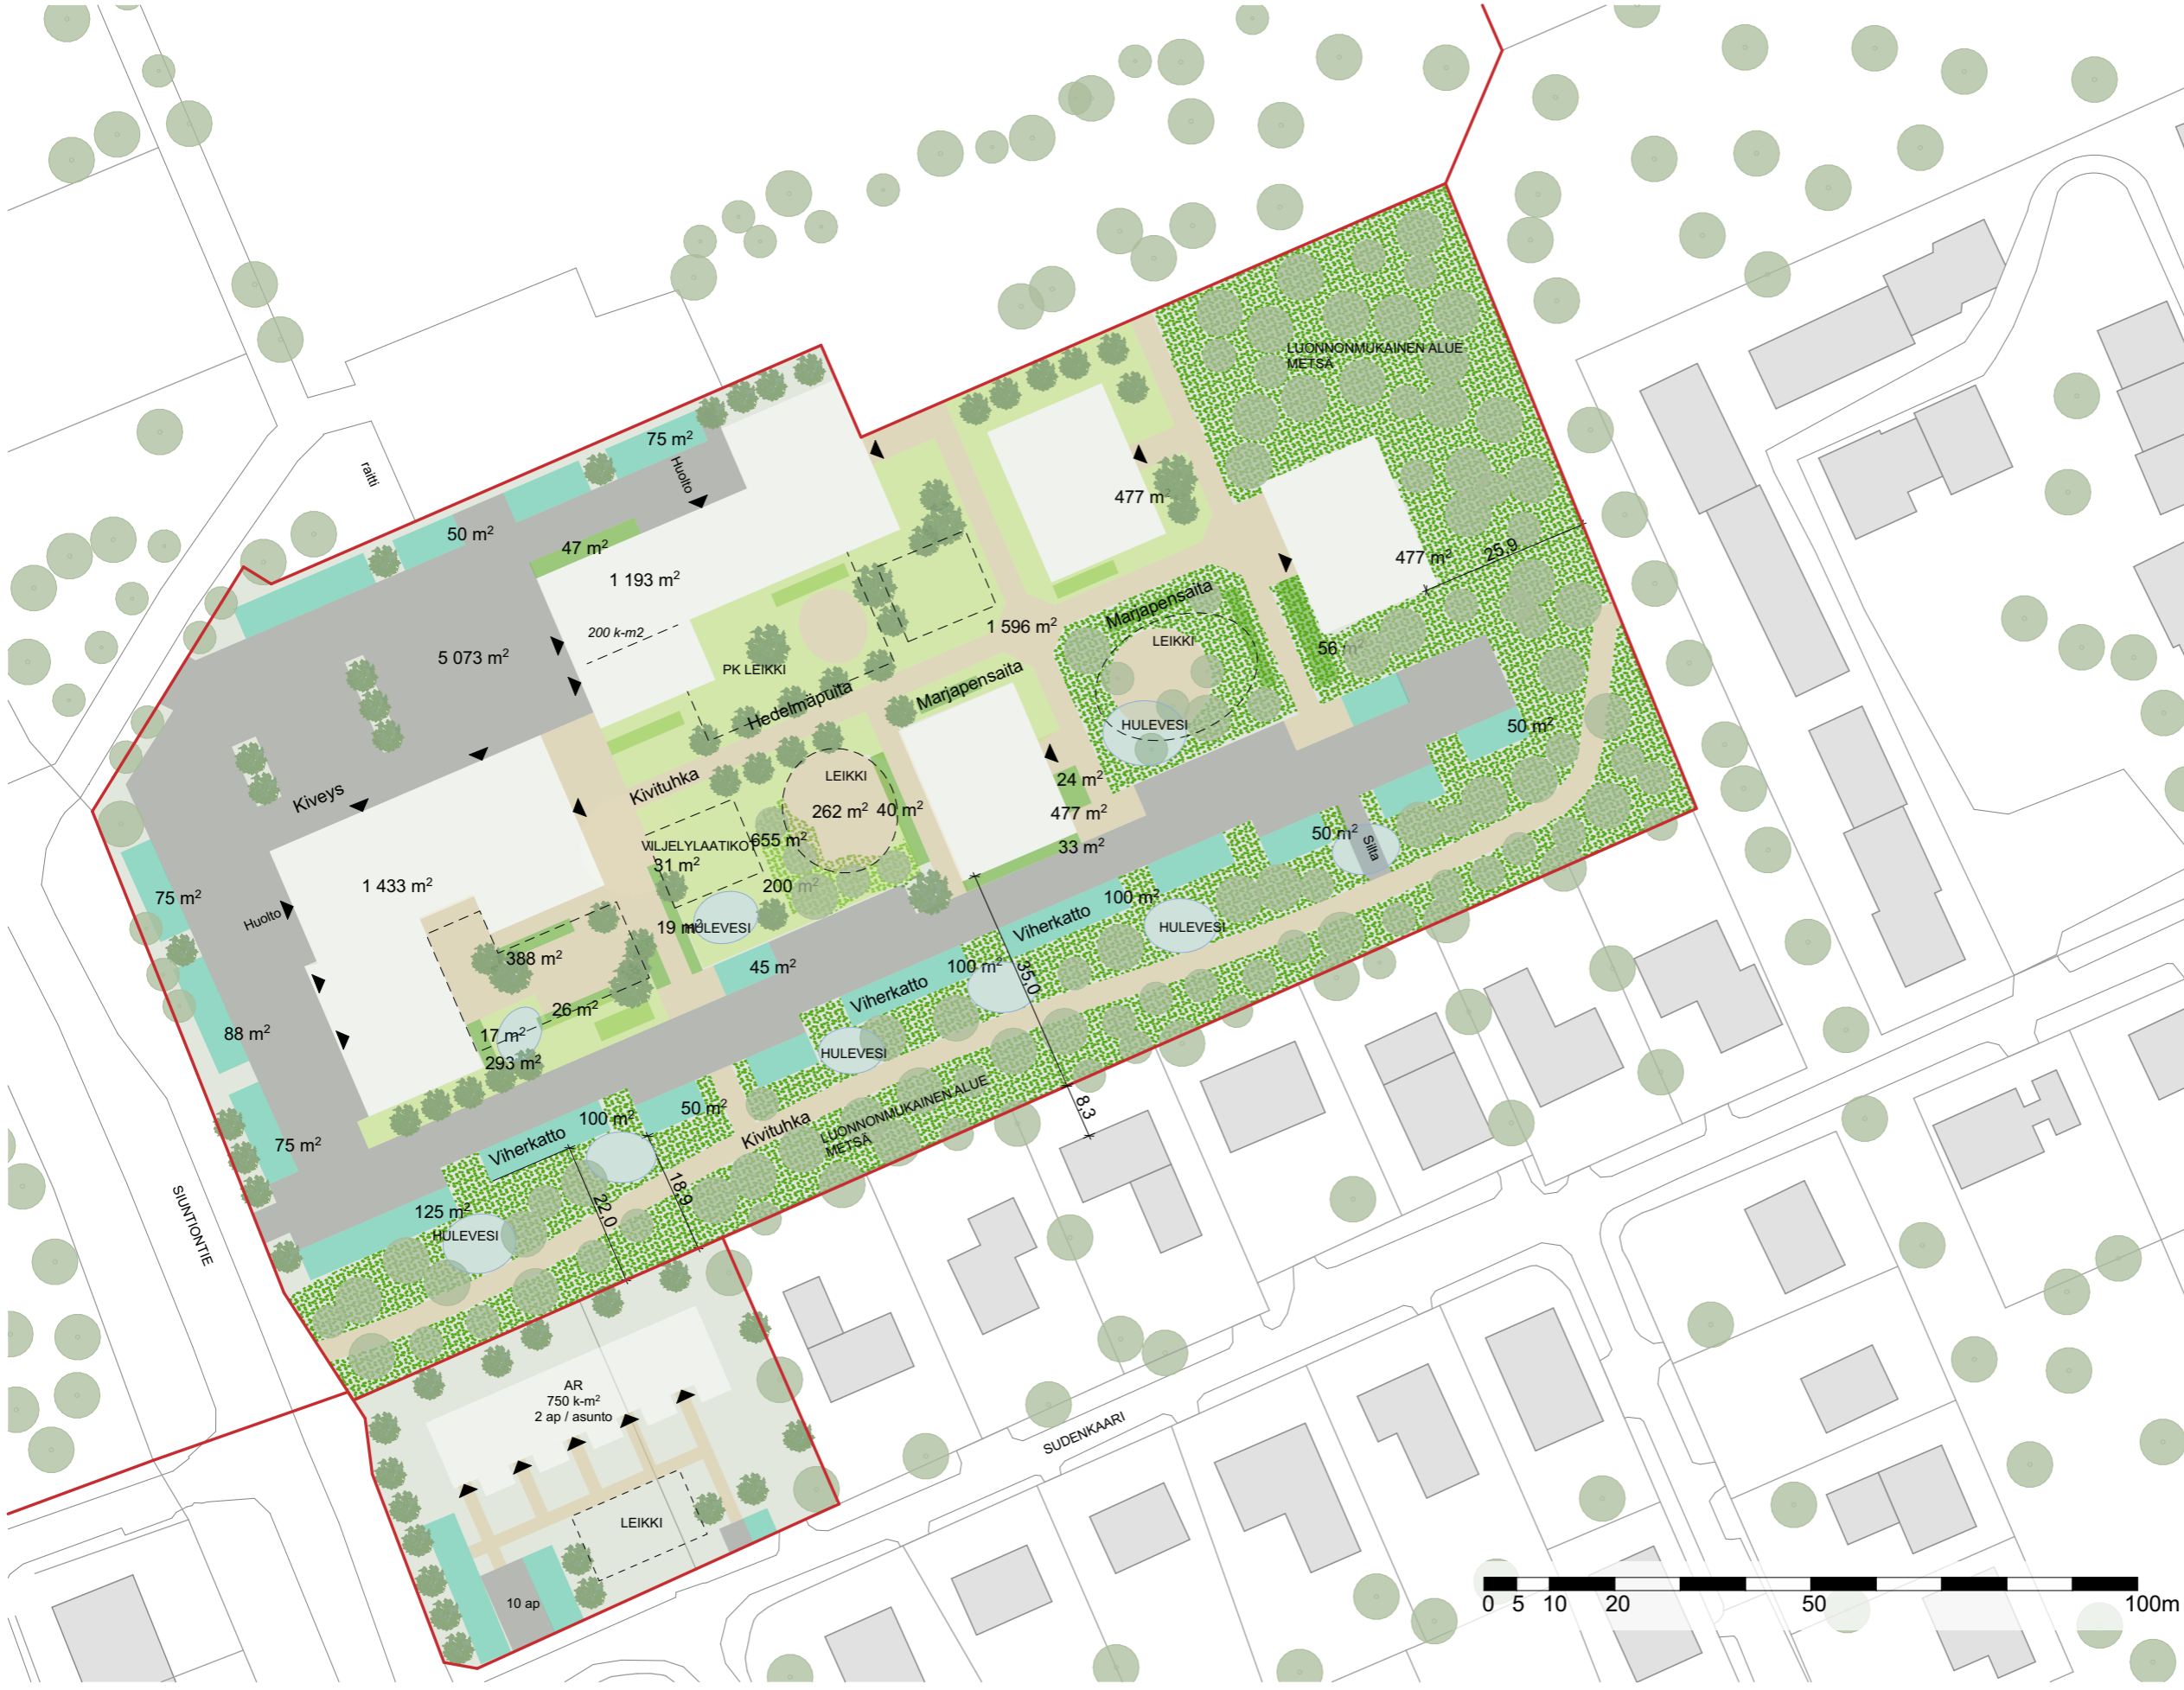 LUONNONMUKAINEN ALUE
METSÄ
raitti
75 m²
Huolto
50 m²
47 m²
477 m²
477 m²
25,9
1 193 m²
200 k-m2
Marjapensaita
1 596 m²
LEIKKI
56 m²
5 073 m²
PK LEIKKI
Marjapensaita
Hedelmäpuita
HULEVESI
50 m²
Kivituhka
LEIKKI
24 m²
Kiveys
262 m²
40 m²
477 m²
655 m²
VILJELYLAATIKOT
31 m²
33 m²
50 m²
Silta
1 433 m²
200 m²
75 m²
100 m²
Huolto
19 m²
HULEVESI
Viherkatto
HULEVESI
388 m²
45 m²
100 m²
35,0
Viherkatto
26 m²
88 m²
17 m²
293 m²
HULEVESI
100 m²
50 m²
8,3
75 m²
Viherkatto
Kivituhka
LUONNONMUKAINEN ALUE
METSÄ
18,9
22,0
125 m²
HULEVESI
SIUNTIONTIE
AR
750 k-m²
2 ap / asunto
SUDENKAARI
LEIKKI
10 ap
0 5 10 20 50 100m